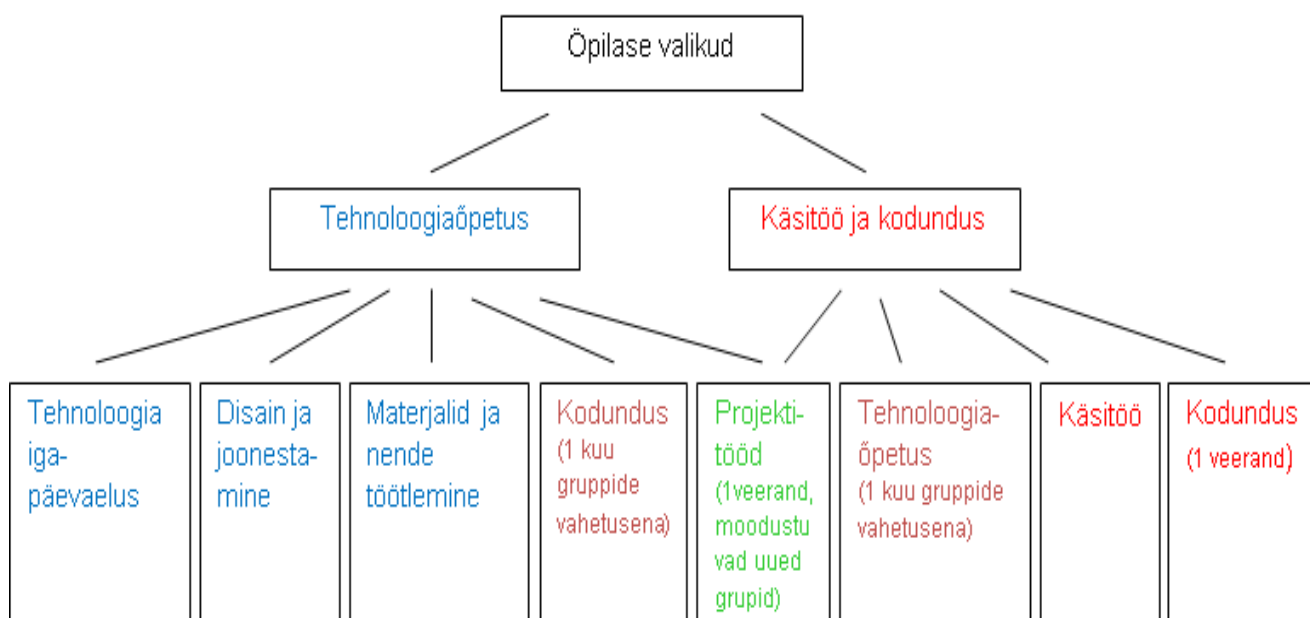 Õpilase valikud
Tehnoloogiaõpetus
Käsitöö ja kodundus
Tehnoloogia
iga-
päevaelus
Disain ja
joonesta-
mine
Materjalid ja
nende
töötlemine
Kodundus
(1 kuu
gruppide
vahetusena)
Projekti-
tööd
(1veerand,
moodustu
vad uued
grupid)
Tehnoloogia-
õpetus
(1 kuu gruppide
vahetusena)
Käsitöö
Kodundus
(1 veerand)